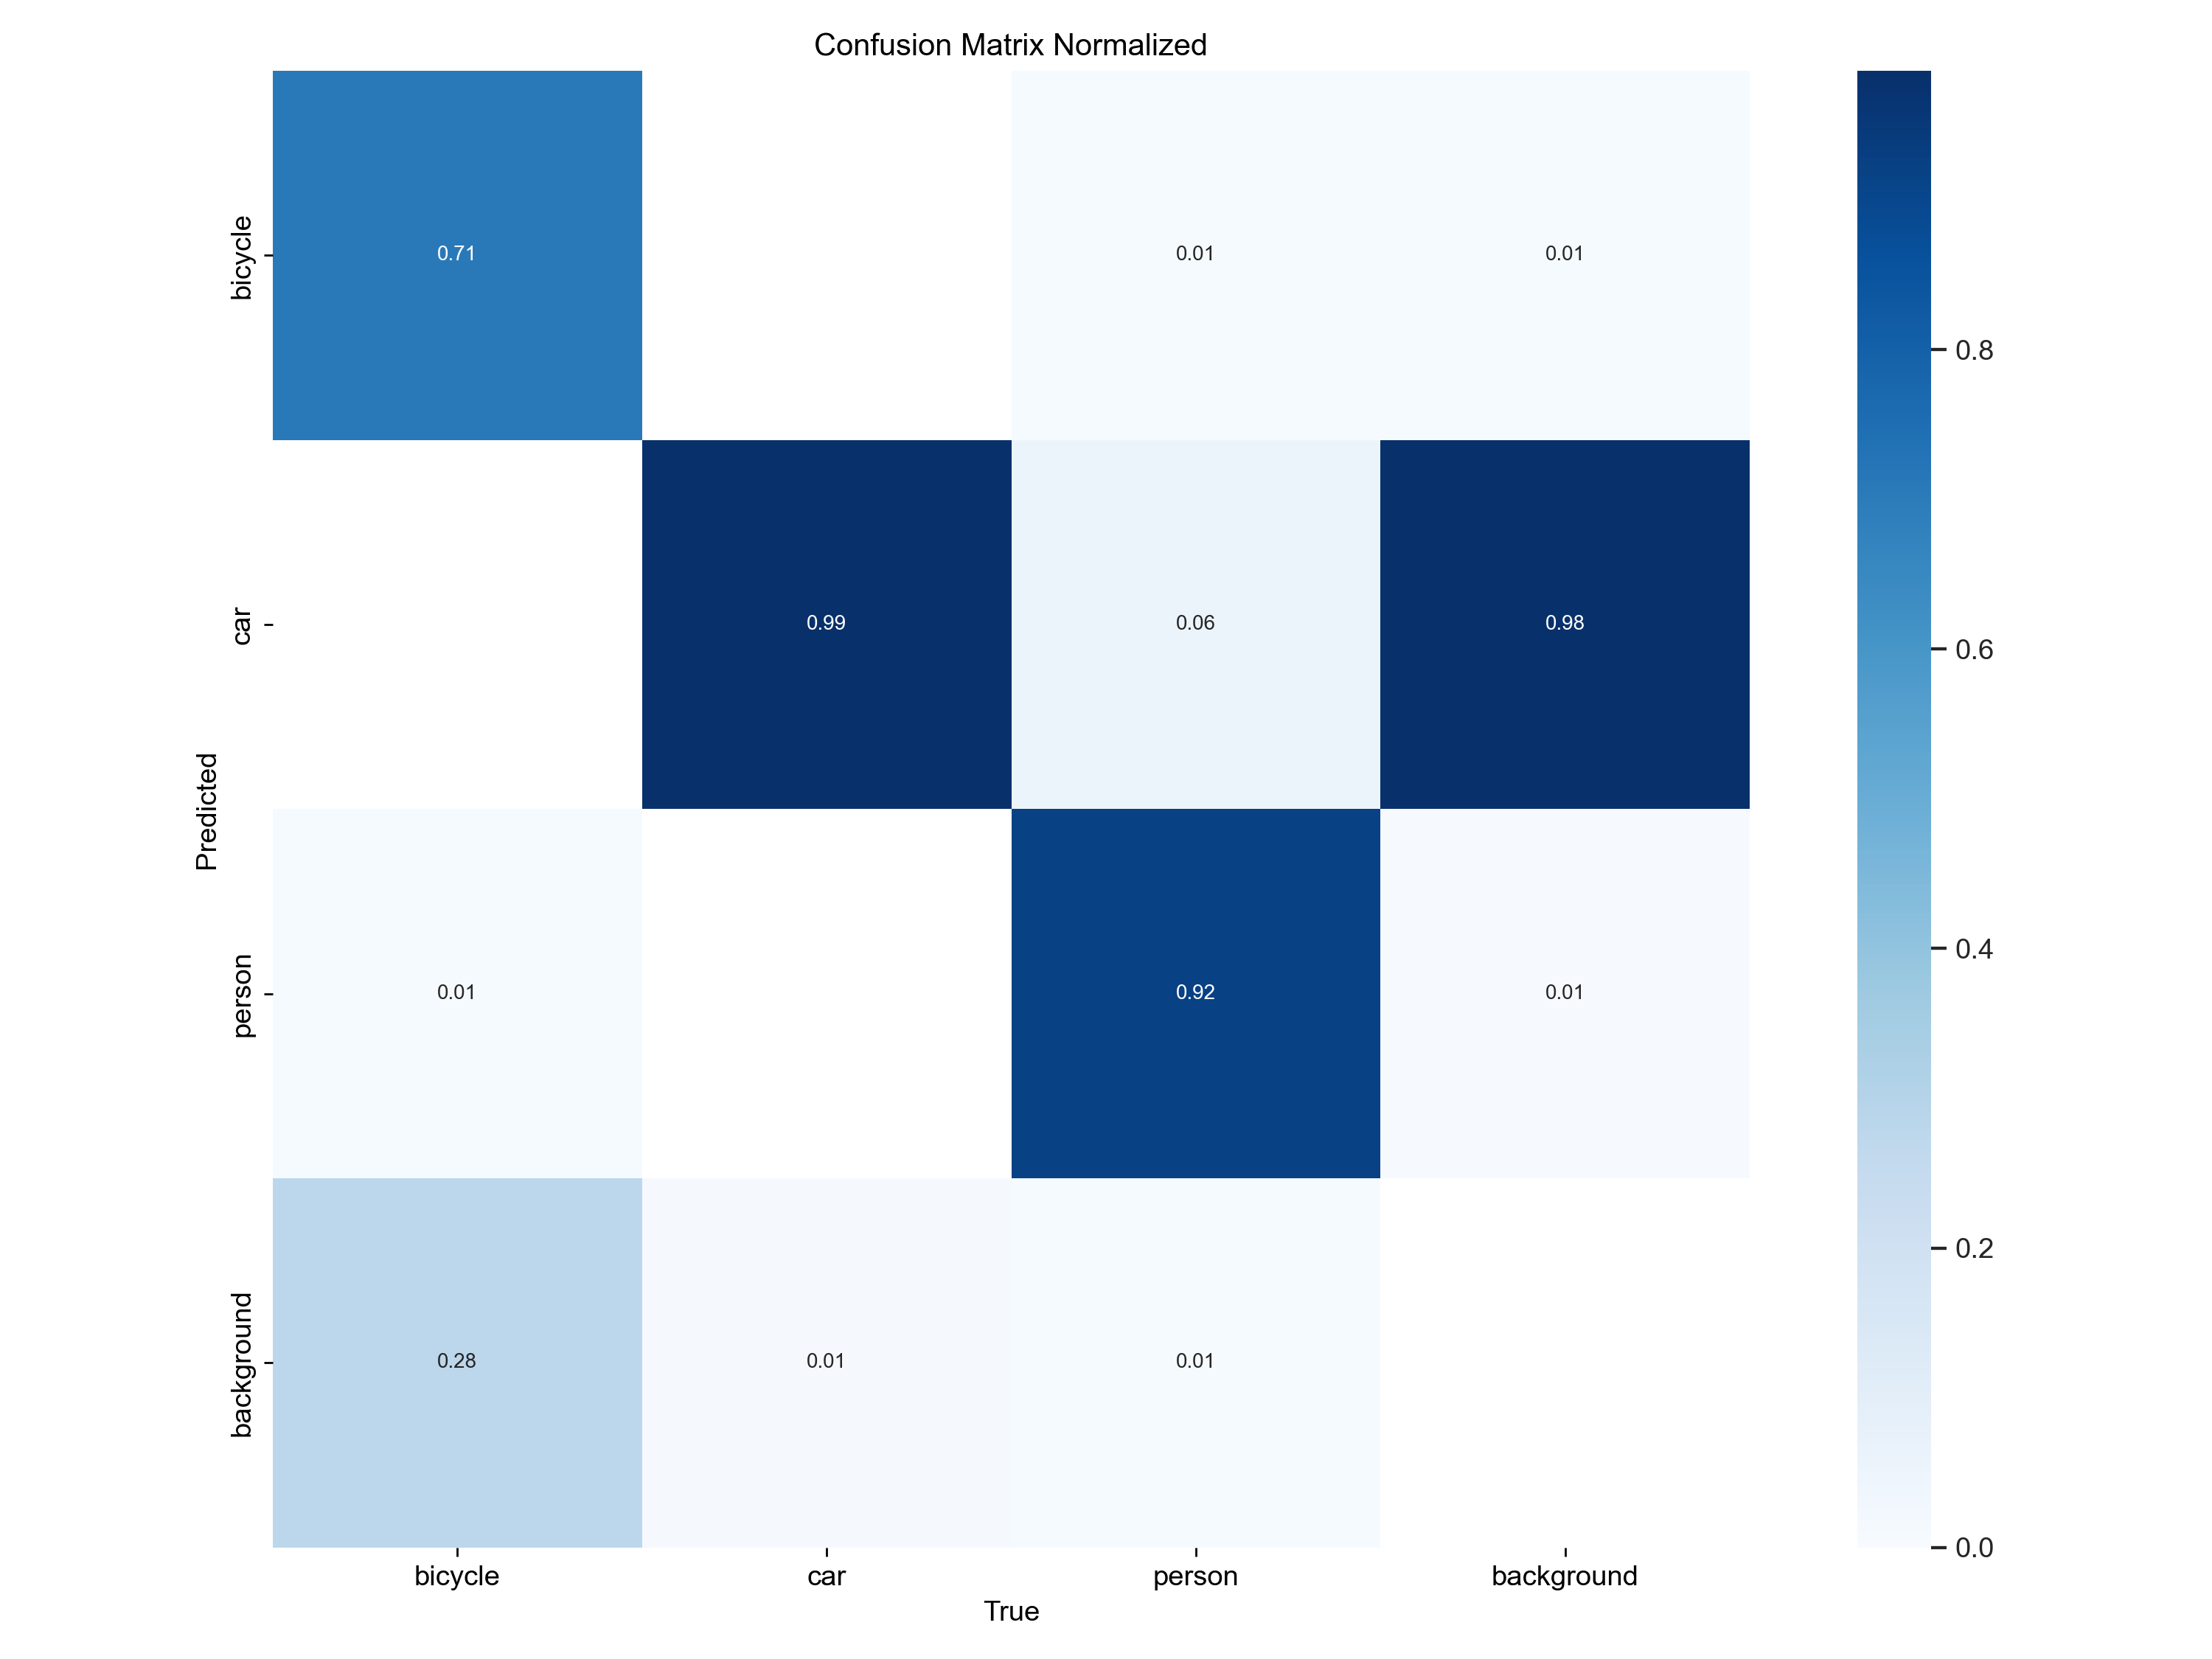 Confusion Matrix Normalized
bicycle
0.71
0.01
0.01
car
0.99
0.06
0.98
person
0.01
0.92
0.01
background
0.28
0.01
0.01
Predicted
bicycle
car
person
background
True
0.8
0.6
0.4
0.2
0.0